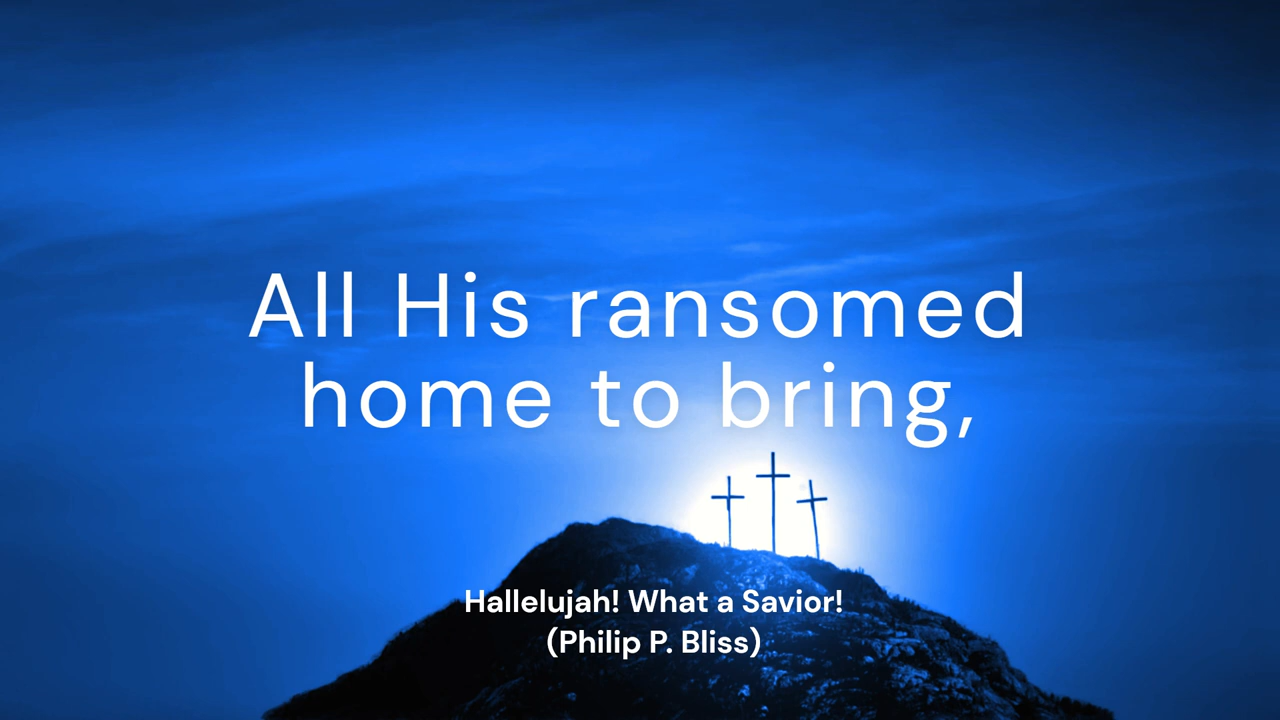 All His ransomed
home to bring,
Hallelujah! What a Savior!
(Philip P. Bliss)